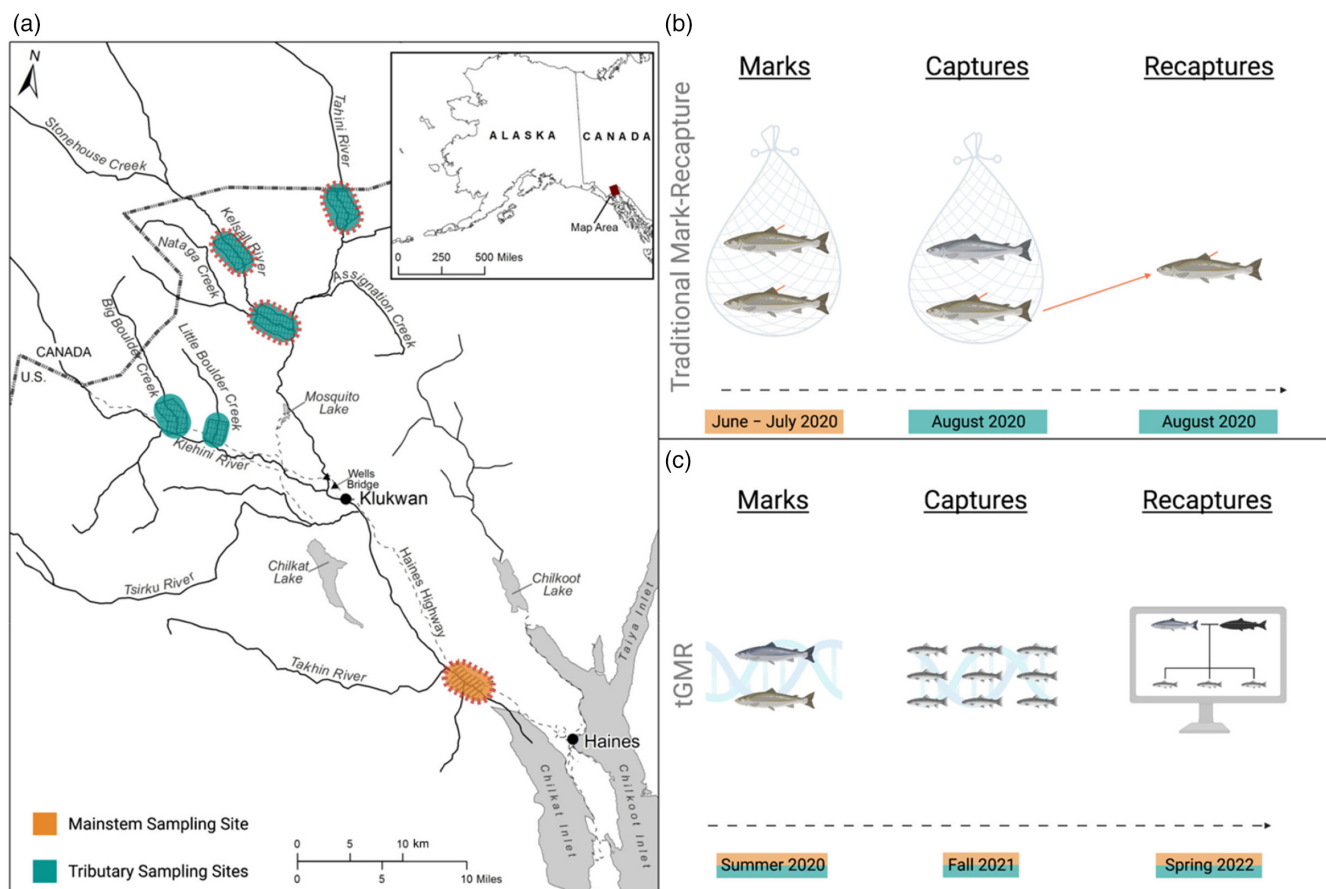 (a)
N
Stonehouse Creek
Tahini River
Kelsall River
Nataga Creek
Assignation Creek
Big Boulder Creek
Little Boulder Creek
CANADA
U.S.
Mosquito
Lake
Klehini River
Wells
Bridge
Klukwan
Chilkat
Lake
Tsirku River
Haines Highway
Chilkoot
Lake
Taiya Inlet
Takhin River
Haines
Chilkat Inlet
Chilkoot Inlet
ALASKA
CANADA
Map Area
0 250 500 Miles
Mainstem Sampling Site
Tributary Sampling Sites
0 5 10 km
0 5 10 Miles
(b)
Traditional Mark-Recapture
Marks Captures Recaptures
June – July 2020 August 2020 August 2020
(c)
tGMR
Marks Captures Recaptures
Summer 2020 Fall 2021 Spring 2022